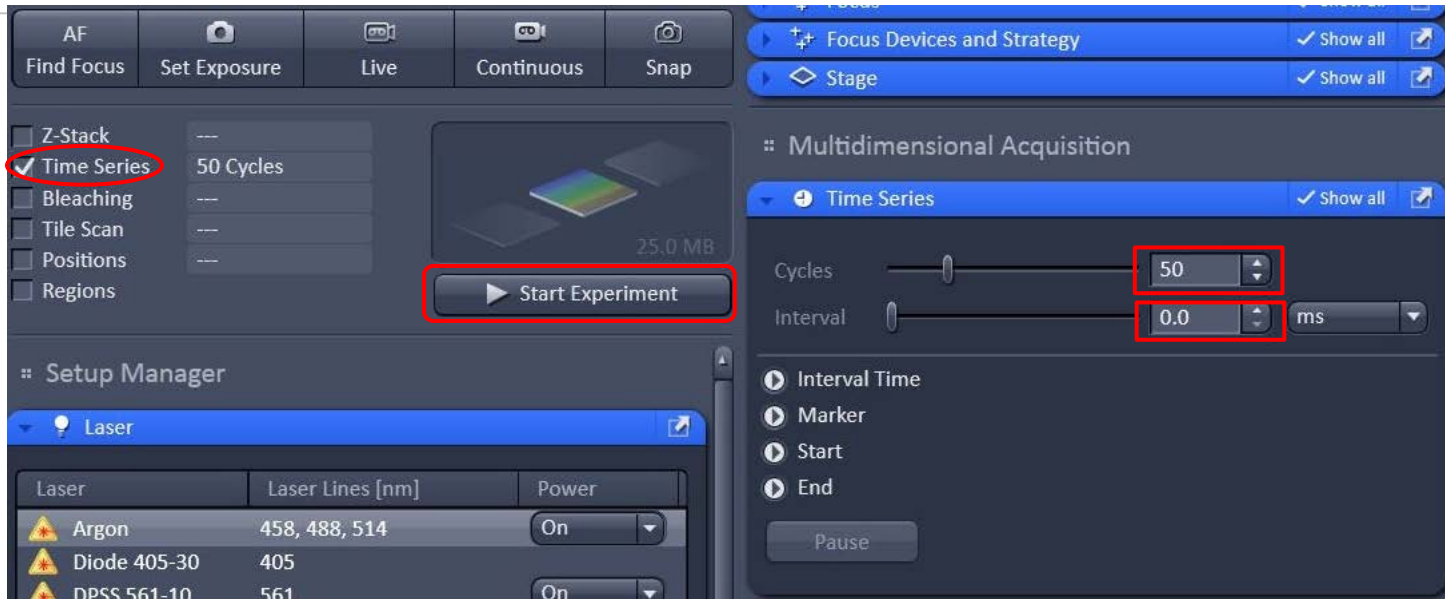 AF
Find Focus
Set Exposure
Live
Continuous
Snap
Z-Stack ---
Time Series 50 Cycles
Bleaching ---
Tile Scan ---
Positions ---
Regions
25.0 MB
Start Experiment
Setup Manager
Laser
Laser Laser Lines [nm] Power
Argon 458, 488, 514 On
Diode 405-30 405
DPSS 561-10 561 On
Focus Devices and Strategy Show all
Stage Show all
Multidimensional Acquisition
Time Series Show all
Cycles 50
Interval 0.0 ms
Interval Time
Marker
Start
End
Pause